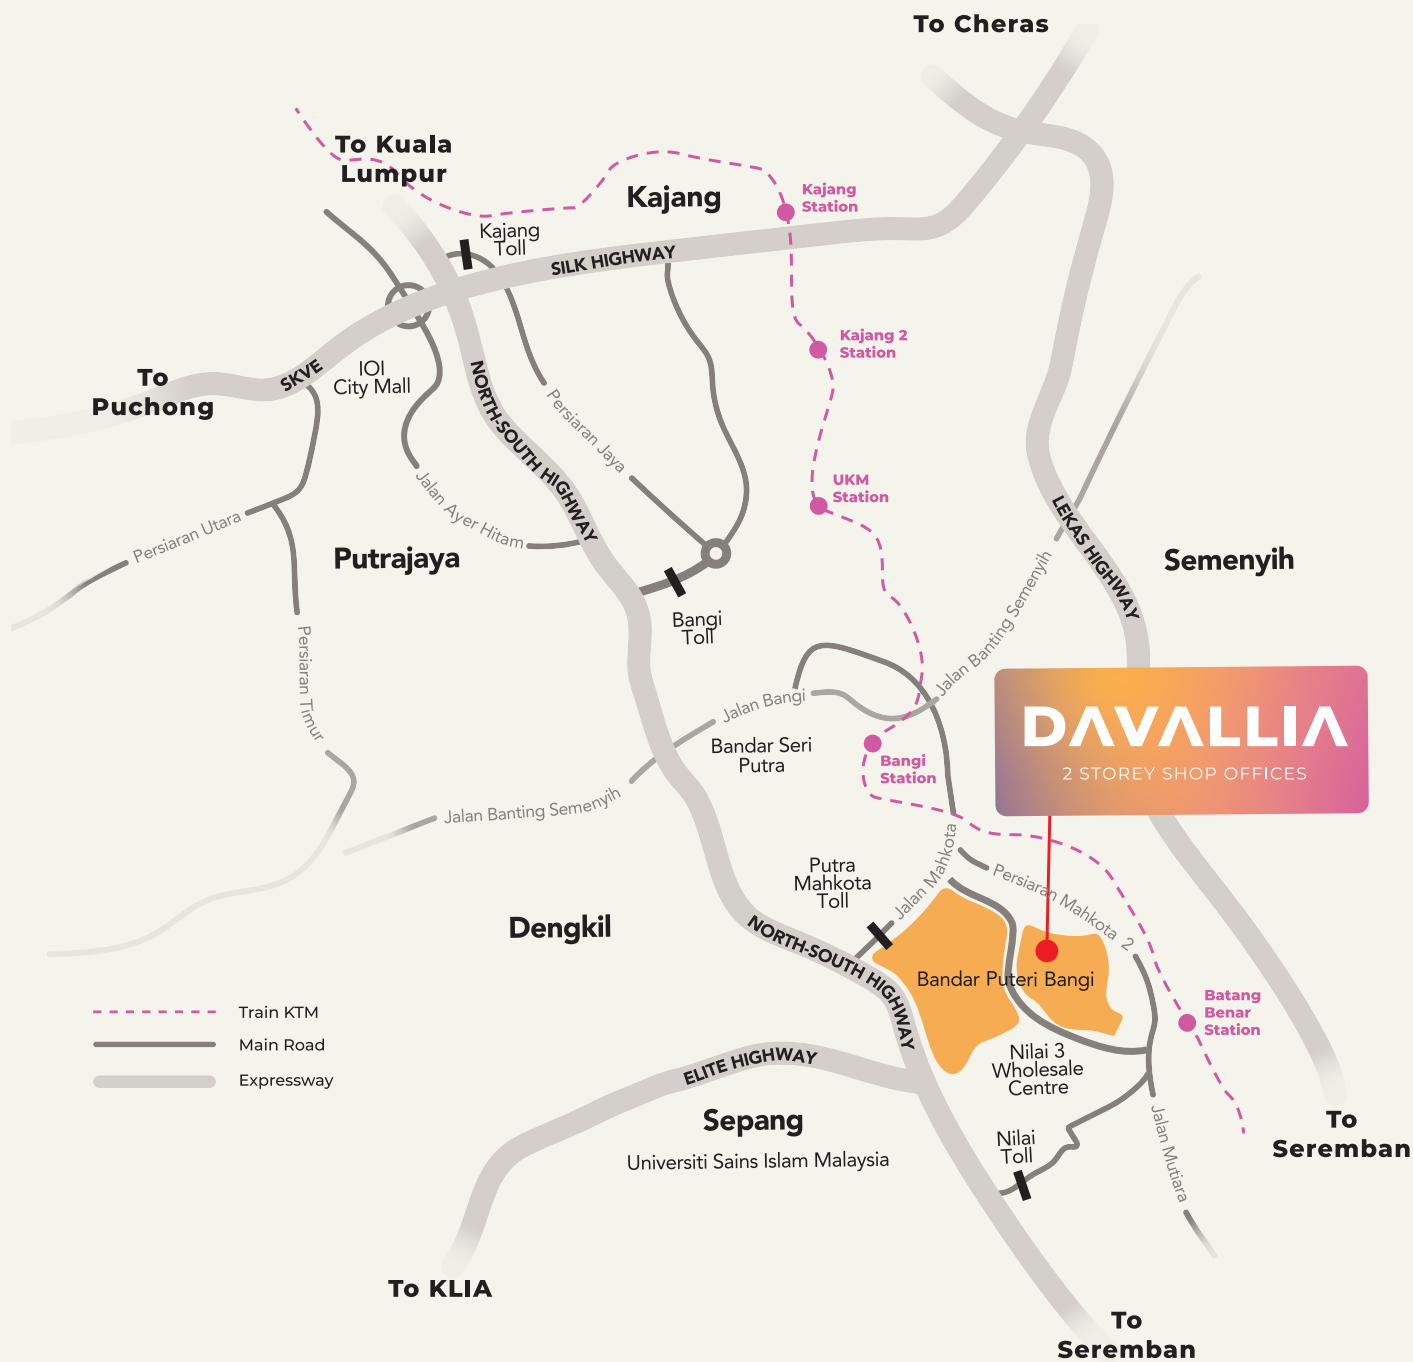 To Cheras
To Kuala
Lumpur
Kajang
Kajang
Station
Kajang
Toll
SILK HIGHWAY
Kajang 2
Station
SKVE
IOI
City Mall
To
Puchong
NORTH-SOUTH HIGHWAY
Persiaran Jaya
Jalan Ayer Hitam
UKM
Station
LEKAS HIGHWAY
Persiaran Utara
Putrajaya
Semenyih
Bangi
Toll
Jalan Banting Semenyih
Persiaran Timur
Jalan Bangi
DAVALLIA
2 STOREY SHOP OFFICES
Bandar Seri
Putra
Bangi
Station
Jalan Banting Semenyih
Putra
Mahkota
Toll
Jalan Mahkota
Persiaran Mahkota 2
Dengkil
NORTH-SOUTH HIGHWAY
Bandar Puteri Bangi
Batang
Benar
Station
Train KTM
Main Road
Expressway
ELITE HIGHWAY
Nilai 3
Wholesale
Centre
Sepang
Universiti Sains Islam Malaysia
Nilai
Toll
Jalan Mutiara
To
Seremban
To KLIA
To
Seremban